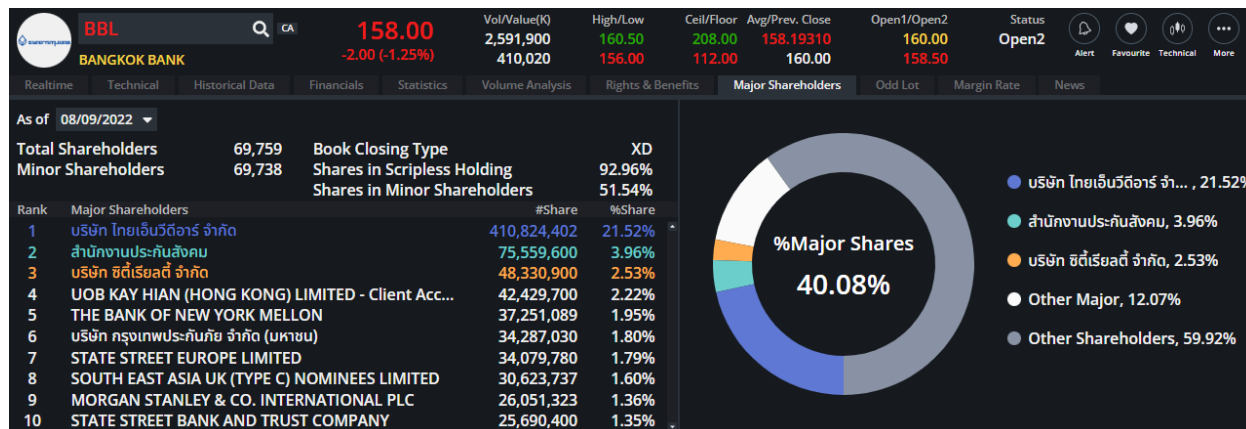 BBL CA 158.00 Vol/Value(K) High/Low Ceil/Floor Avg/Prev. Close Open1/Open2 Status
2,591,900 160.50 208.00 158.19310 160.00 Open2
BANGKOK BANK -2.00 (-1.25%) 410,020 156.00 112.00 160.00 158.50
Alert Favourite Technical More
Realtime Technical Historical Data Financials Statistics Volume Analysis Rights & Benefits Major Shareholders Odd Lot Margin Rate News
As of 08/09/2022
Total Shareholders 69,759 Book Closing Type XD
Minor Shareholders 69,738 Shares in Scripless Holding 92.96%
Shares in Minor Shareholders 51.54%
Rank Major Shareholders #Share %Share
1 บริษัท ไทยเอ็นวีดีอาร์ จำกัด 410,824,402 21.52%
2 สำนักงานประกันสังคม 75,559,600 3.96%
3 บริษัท ซิตี้เรียลตี้ จำกัด 48,330,900 2.53%
4 UOB KAY HIAN (HONG KONG) LIMITED - Client Acc... 42,429,700 2.22%
5 THE BANK OF NEW YORK MELLON 37,251,089 1.95%
6 บริษัท กรุงเทพประกันภัย จำกัด (มหาชน) 34,287,030 1.80%
7 STATE STREET EUROPE LIMITED 34,079,780 1.79%
8 SOUTH EAST ASIA UK (TYPE C) NOMINEES LIMITED 30,623,737 1.60%
9 MORGAN STANLEY & CO. INTERNATIONAL PLC 26,051,323 1.36%
10 STATE STREET BANK AND TRUST COMPANY 25,690,400 1.35%
%Major Shares
40.08%
บริษัท ไทยเอ็นวีดีอาร์ จำ... , 21.52%
สำนักงานประกันสังคม, 3.96%
บริษัท ซิตี้เรียลตี้ จำกัด, 2.53%
Other Major, 12.07%
Other Shareholders, 59.92%